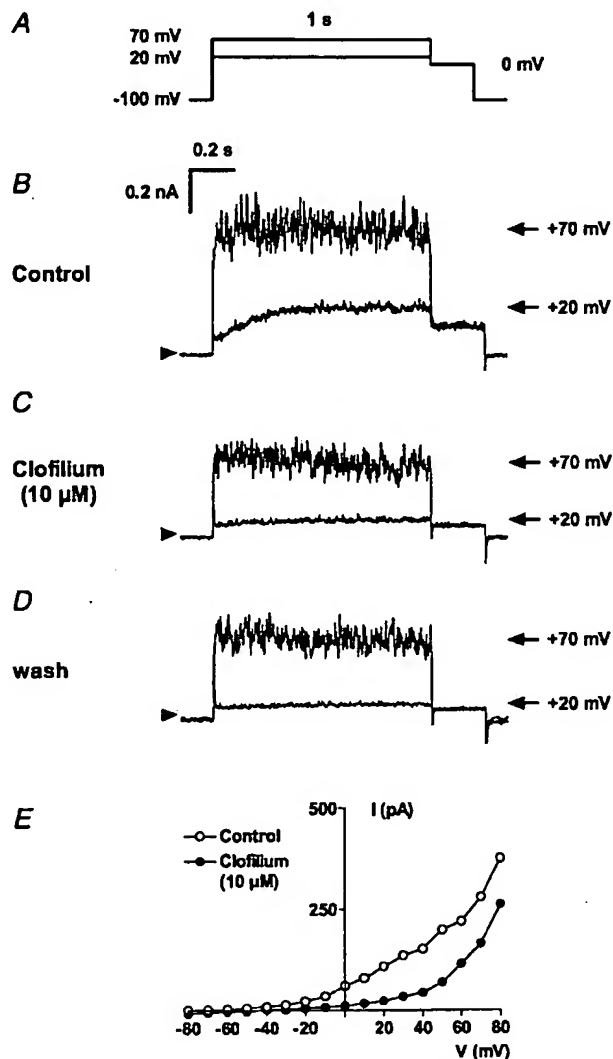 A
1 s
70 mV
20 mV
0 mV
-100 mV
0.2 s
B
0.2 nA
+70 mV
Control
+20 mV
C
Clofilium
(10 µM)
+70 mV
+20 mV
D
wash
+70 mV
+20 mV
E
500
I (pA)
Control
Clofilium
(10 µM)
250
-80 -60 -40 -20 20 40 60 80
V (mV)